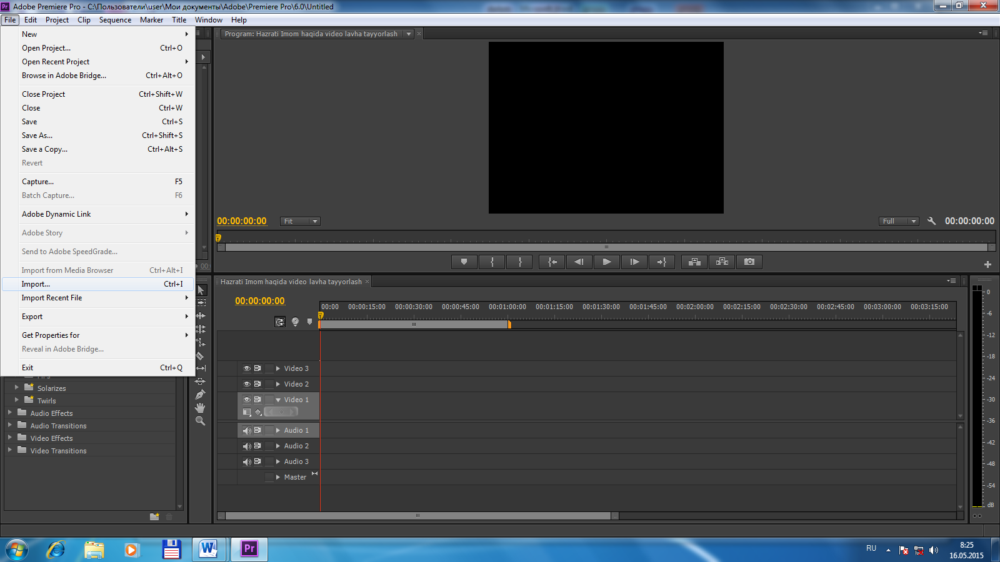 Pr Adobe Premiere Pro - C:\Пользователи\user\Мои документы\Adobe\Premiere Pro\6.0\Untitled
File Edit Project Clip Sequence Marker Title Window Help
New
Open Project... Ctrl+O
Open Recent Project
Browse in Adobe Bridge... Ctrl+Alt+O
Close Project Ctrl+Shift+W
Close Ctrl+W
Save Ctrl+S
Save As... Ctrl+Shift+S
Save a Copy... Ctrl+Alt+S
Revert
Capture... F5
Batch Capture... F6
Adobe Dynamic Link
Adobe Story
Send to Adobe SpeedGrade...
Import from Media Browser Ctrl+Alt+I
Import... Ctrl+I
Import Recent File
Export
Get Properties for
Reveal in Adobe Bridge...
Exit Ctrl+Q
Solarizes
Twirls
Audio Effects
Audio Transitions
Video Effects
Video Transitions
Program: Hazrati Imom haqida video lavha tayyorlash
00:00:00:00 Fit Full 00:00:00:00
Hazrati Imom haqida video lavha tayyorlash
00:00:00:00
00:00 00:00:15:00 00:00:30:00 00:00:45:00 00:01:00:00 00:01:15:00 00:01:30:00 00:01:45:00 00:02:00:00 00:02:15:00 00:02:30:00 00:02:45:00 00:03:00:00 00:03:15:00
Video 3
Video 2
Video 1
Audio 1
Audio 2
Audio 3
Master
0
-6
-12
-18
-24
-30
-36
-42
-48
-54
dB
W Pr RU 8:25
16.05.2015